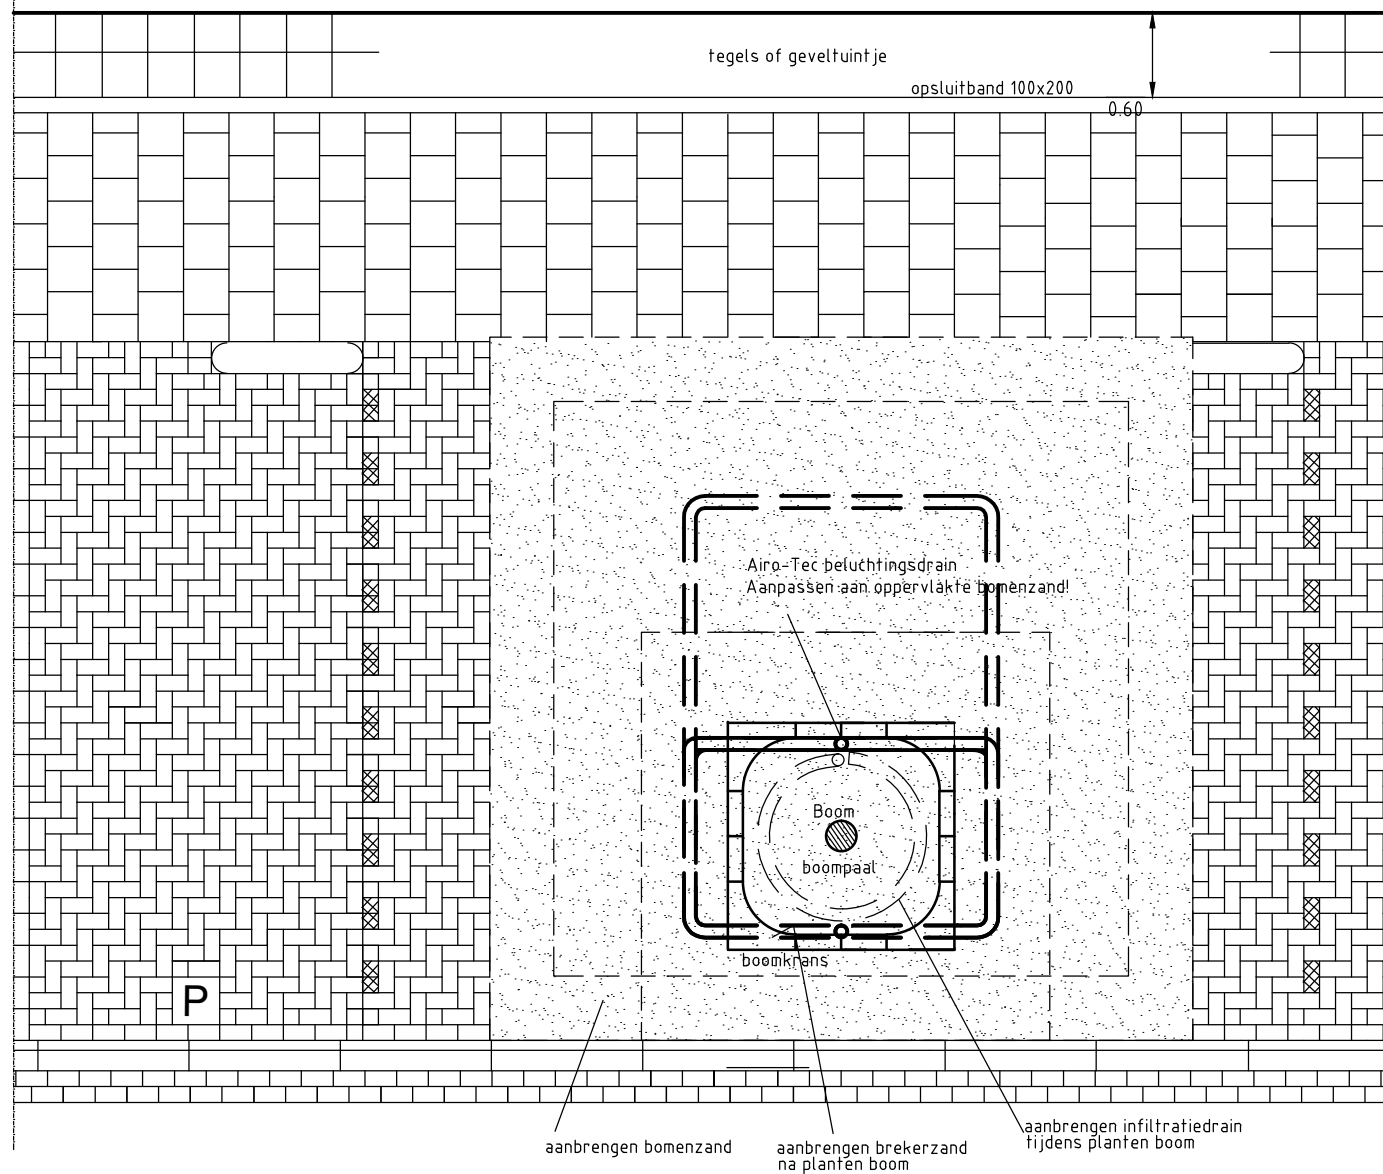 tegels of geveltuintje
opsluitband 100x200
0.60
Airo-Tec beluchtingsdrain
Aanpassen aan oppervlakte bomenzand!
Boom
boompaal
boomkrans
P
aanbrengen bomenzand
aanbrengen brekerzand
na planten boom
aanbrengen infiltratiedrain
tijdens planten boom